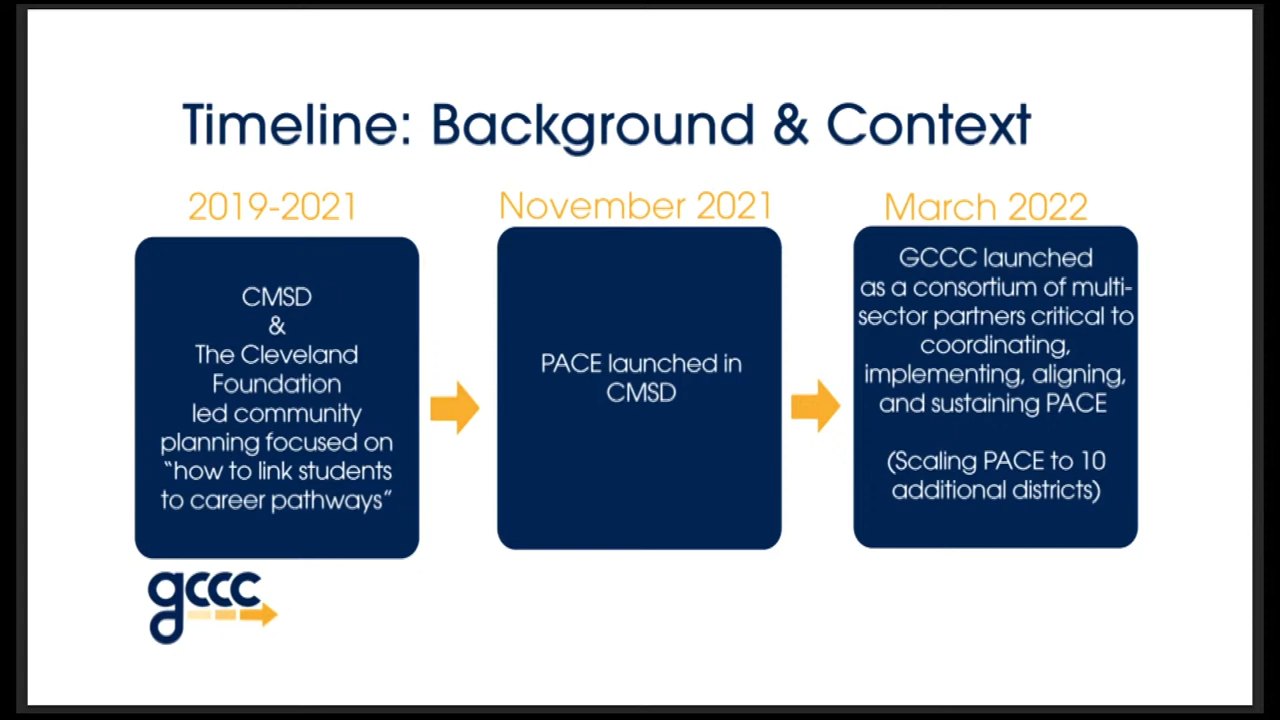 Timeline: Background & Context
2019-2021
CMSD
&
The Cleveland
Foundation
led community
planning focused on
“how to link students
to career pathways”
November 2021
PACE launched in
CMSD
March 2022
GCCC launched
as a consortium of multi-
sector partners critical to
coordinating,
implementing, aligning,
and sustaining PACE
(Scaling PACE to 10
additional districts)
gccc